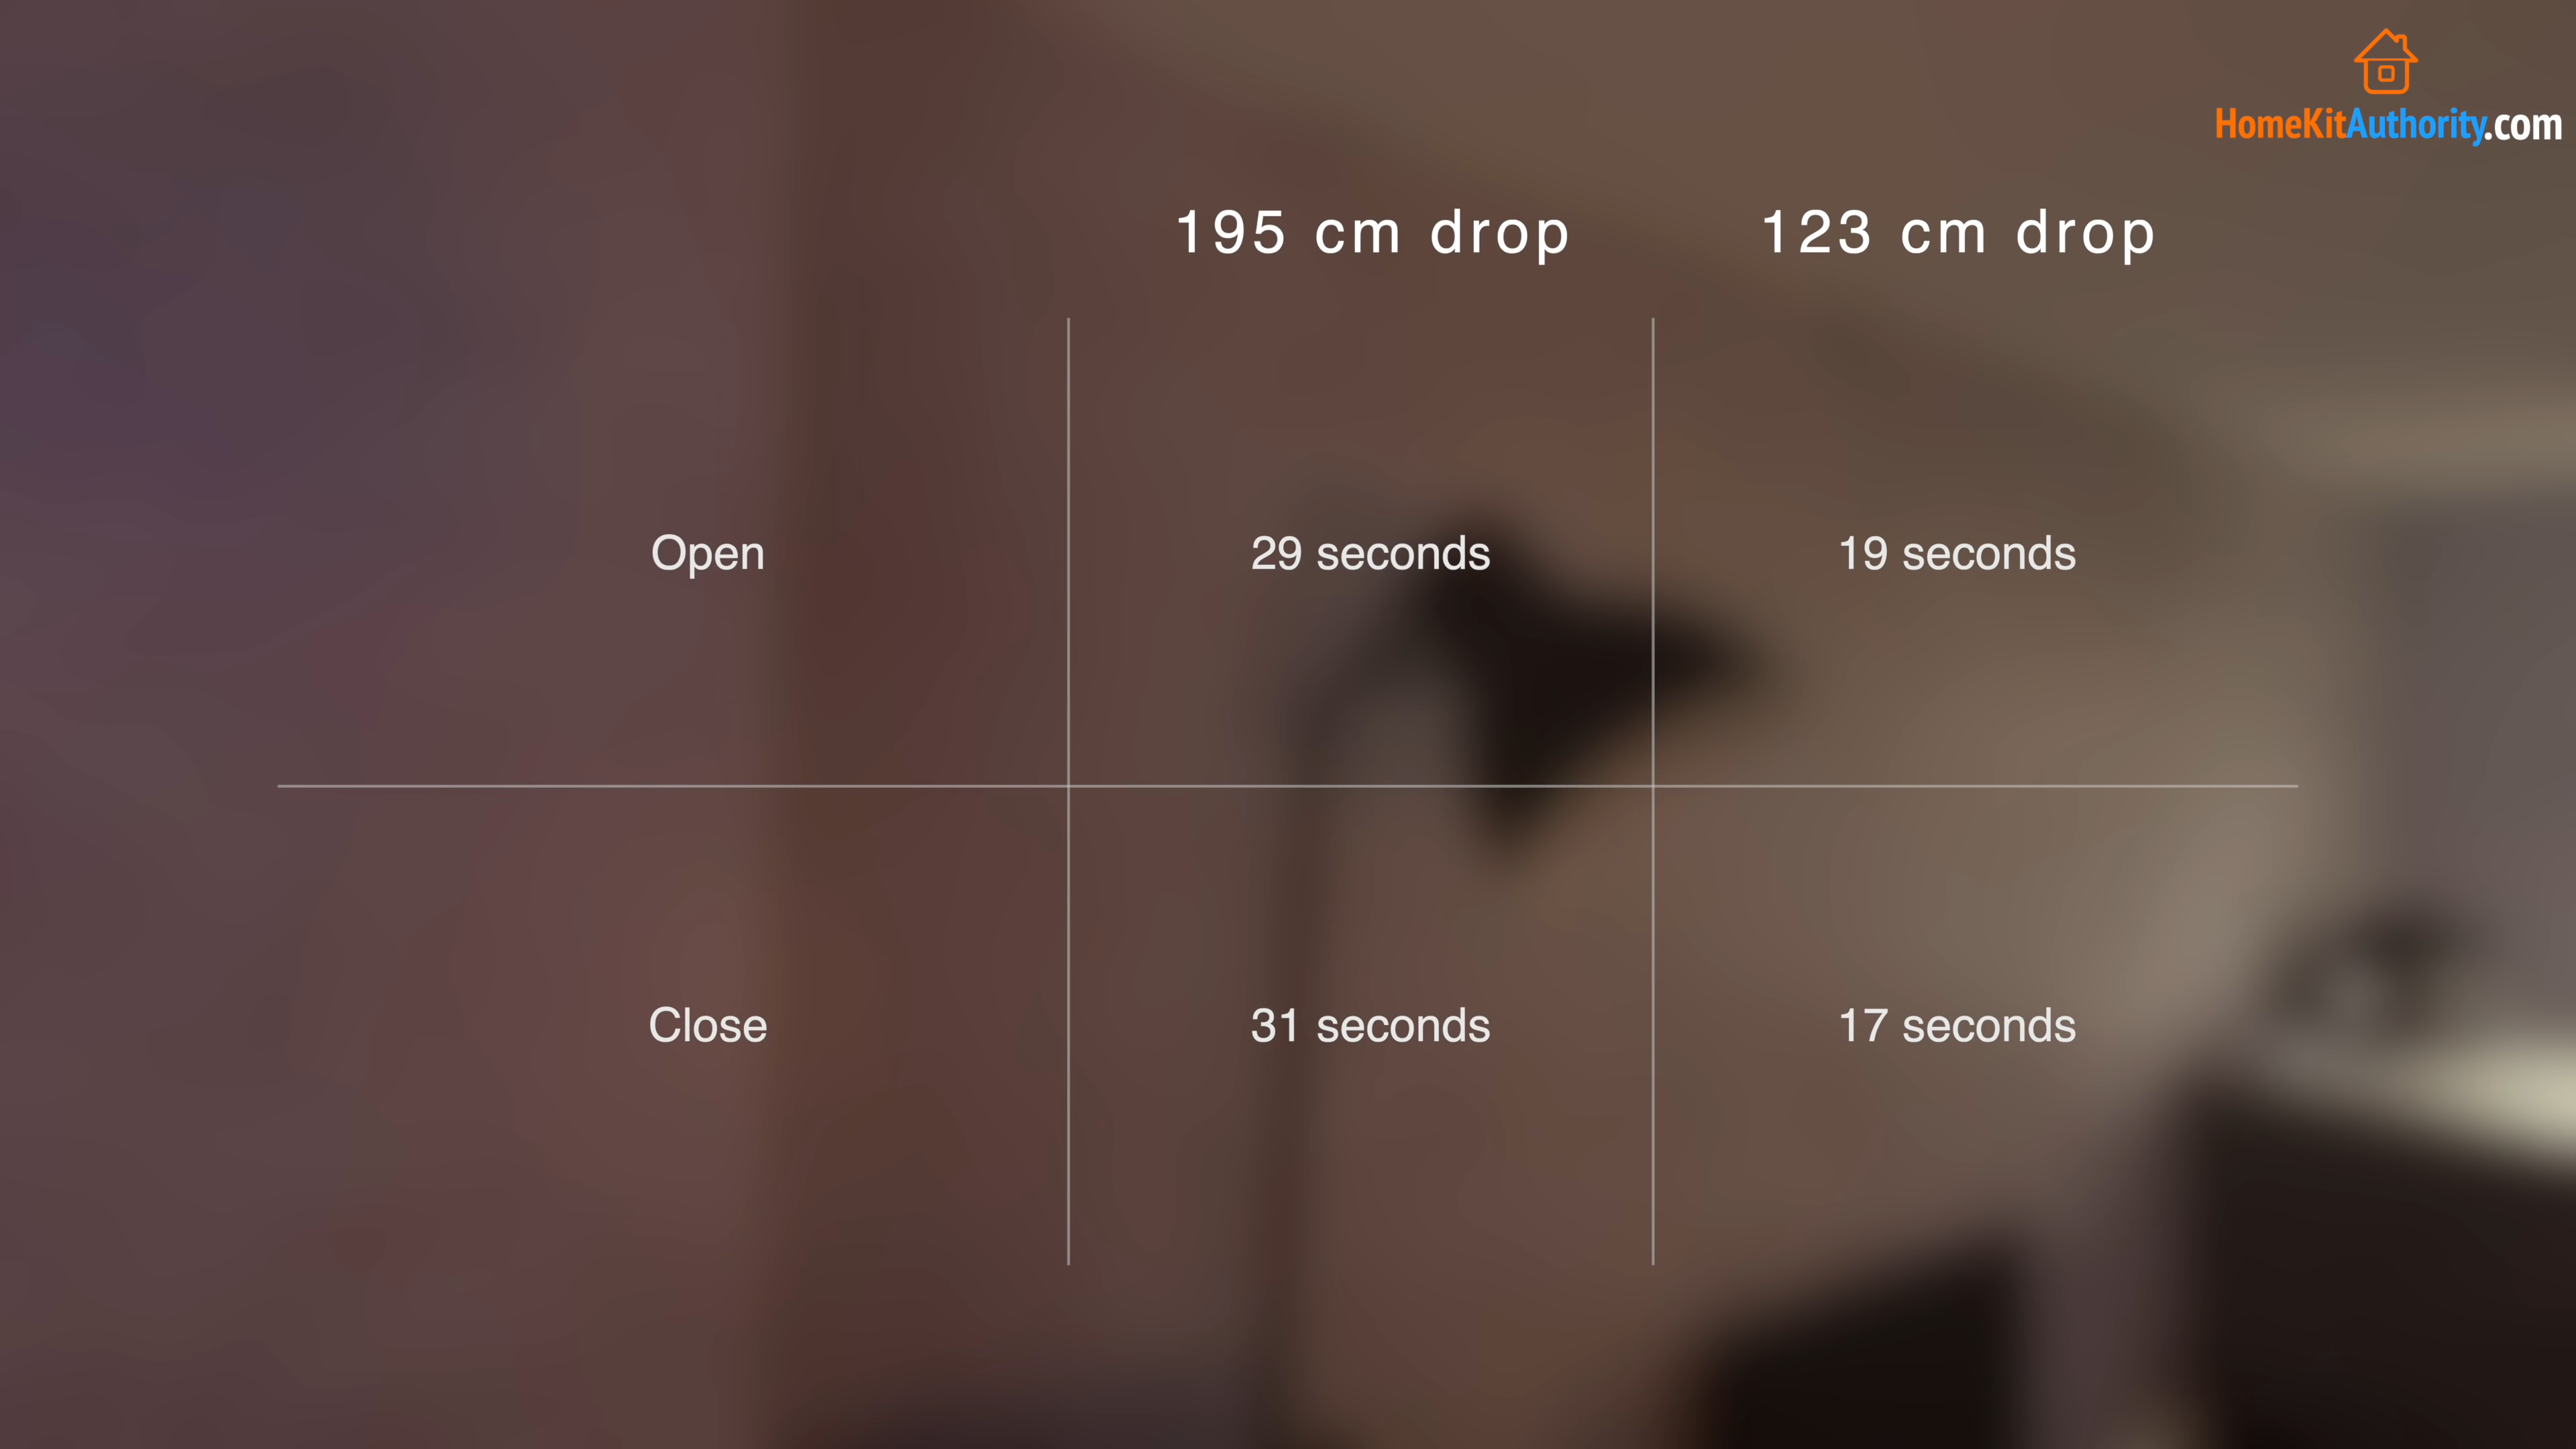 HomeKitAuthority.com
195 cm drop 123 cm drop
Open 29 seconds 19 seconds
Close 31 seconds 17 seconds